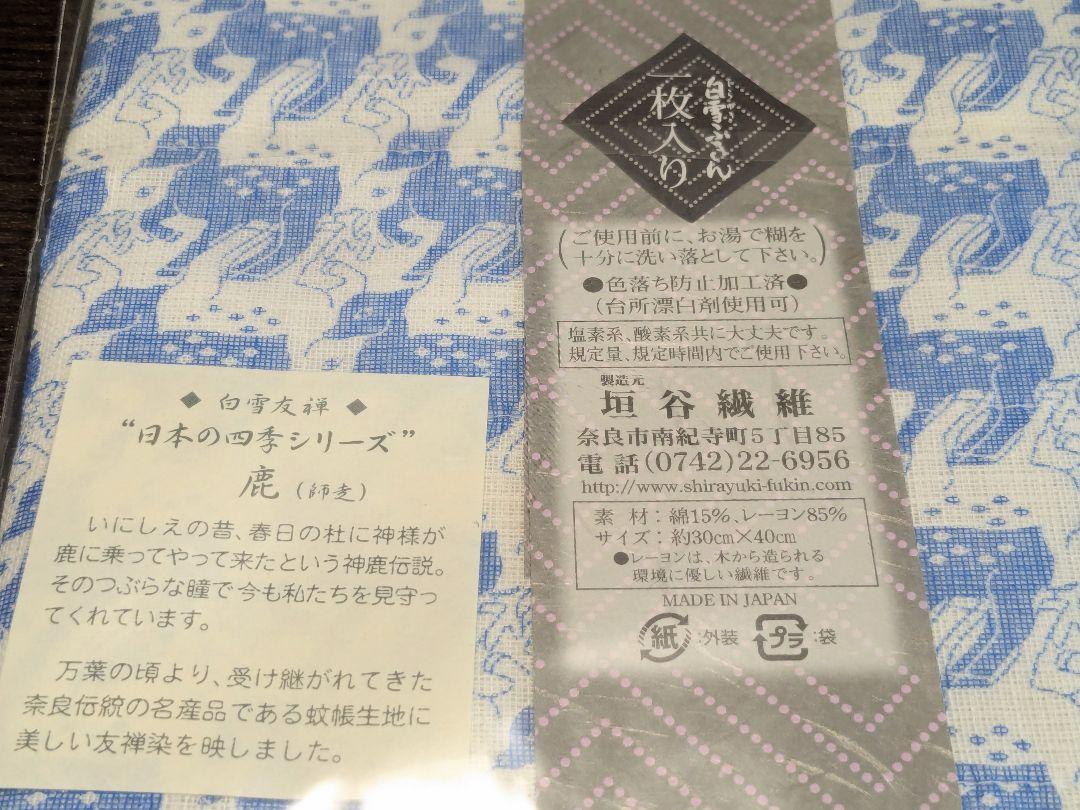 ◆ 白雪友禅 ◆
“日本の四季シリーズ”
鹿(師走)
いにしえの昔、春日の杜に神様が
鹿に乗ってやって来たという神鹿伝説。
そのつぶらな瞳で今も私たちを見守っ
てくれています。
万葉の頃より、受け継がれてきた
奈良伝統の名産品である蚊帳生地に
美しい友禅染を映しました。
白雪ふきん
一枚入り
(ご使用前に、お湯で糊を
十分に洗い落として下さい。)
●色落ち防止加工済●
(台所漂白剤使用可)
塩素系、酸素系共に大丈夫です。
規定量、規定時間内でご使用下さい。
製造元
垣谷繊維
奈良市南紀寺町5丁目85
電話(0742)22-6956
http://www.shirayuki-fukin.com
素材:綿15%、レーヨン85%
サイズ:約30cm×40cm
●レーヨンは、木から造られる
環境に優しい繊維です。
MADE IN JAPAN
紙:外装 プラ:袋